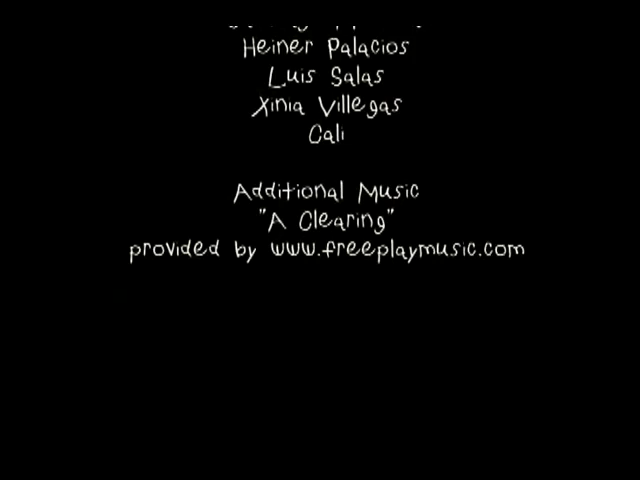 Heiner Palacios
Luis Salas
Xinia Villegas
Cali
Additional Music
"A Clearing"
provided by www.freeplaymusic.com